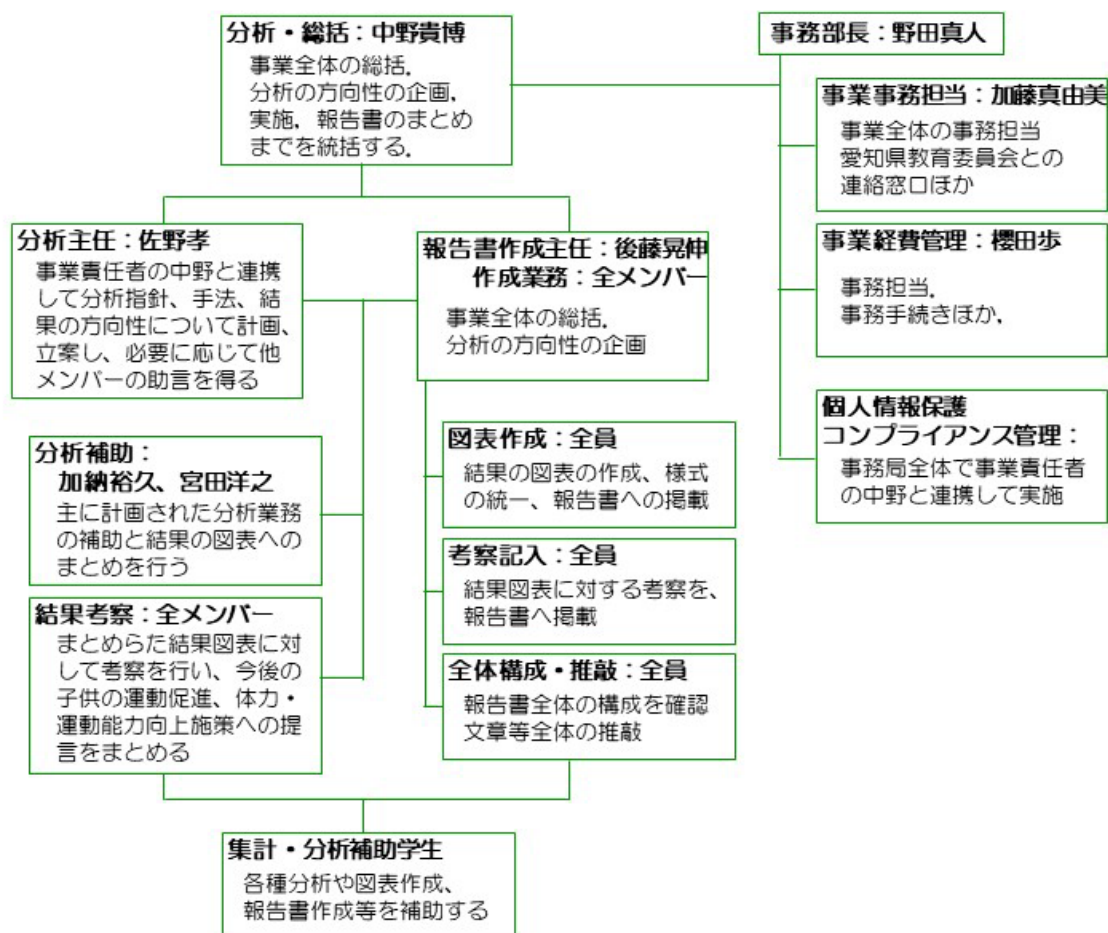 分析・総括：中野貴博
事業全体の総括．
分析の方向性の企画，
実施，報告書のまとめ
までを統括する．
事務部長：野田真人
事業事務担当：加藤真由美
事業全体の事務担当
愛知県教育委員会との
連絡窓口ほか
事業経費管理：櫻田歩
事務担当．
事務手続きほか．
個人情報保護
コンプライアンス管理：
事務局全体で事業責任者
の中野と連携して実施
分析主任：佐野孝
事業責任者の中野と連携
して分析指針、手法、結
果の方向性について計画、
立案し、必要に応じて他
メンバーの助言を得る
報告書作成主任：後藤晃伸
作成業務：全メンバー
事業全体の総括．
分析の方向性の企画
分析補助：
加納裕久、宮田洋之
主に計画された分析業務
の補助と結果の図表への
まとめを行う
結果考察：全メンバー
まとめらた結果図表に対
して考察を行い、今後の
子供の運動促進、体力・
運動能力向上施策への提
言をまとめる
図表作成：全員
結果の図表の作成、様式
の統一、報告書への掲載
考察記入：全員
結果図表に対する考察を、
報告書へ掲載
全体構成・推敲：全員
報告書全体の構成を確認
文章等全体の推敲
集計・分析補助学生
各種分析や図表作成、
報告書作成等を補助する